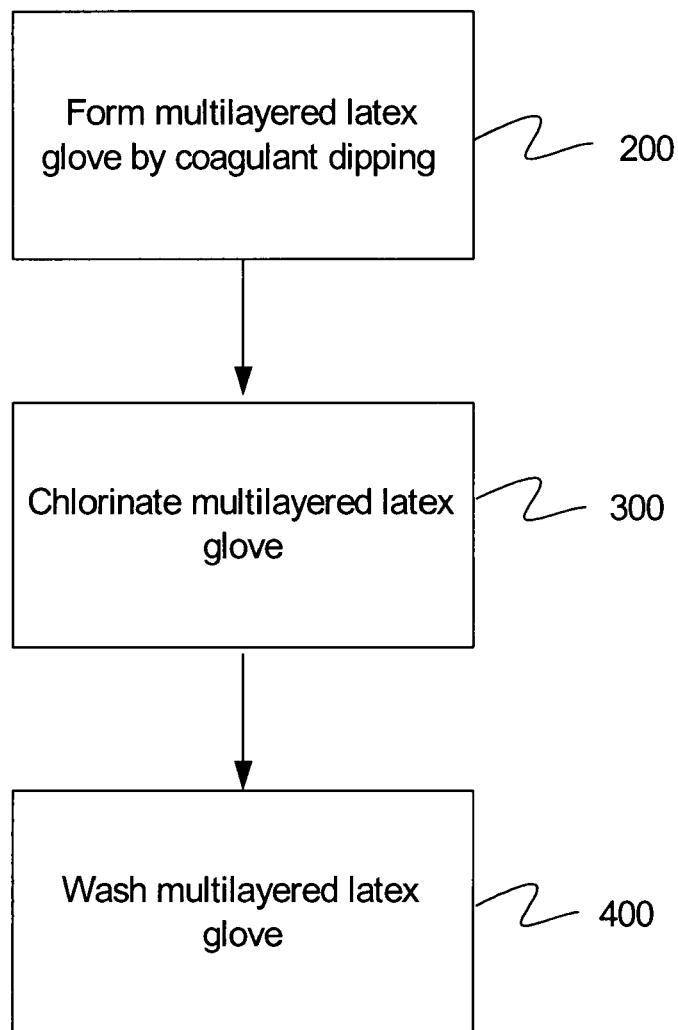 Form multilayered latex
glove by coagulant dipping
200
Chlorinate multilayered latex
glove
300
Wash multilayered latex
glove
400